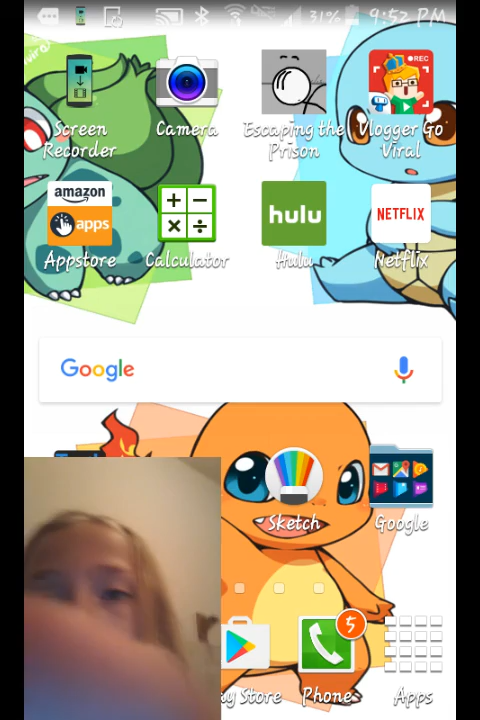 31% 9:52 PM
REC
Screen Recorder
Camera
Escaping the Prison
Vlogger Go Viral
amazon
apps
hulu
NETFLIX
Appstore
Calculator
Hulu
Netflix
Google
Sketch
Google
5
ay Store
Phone
Apps